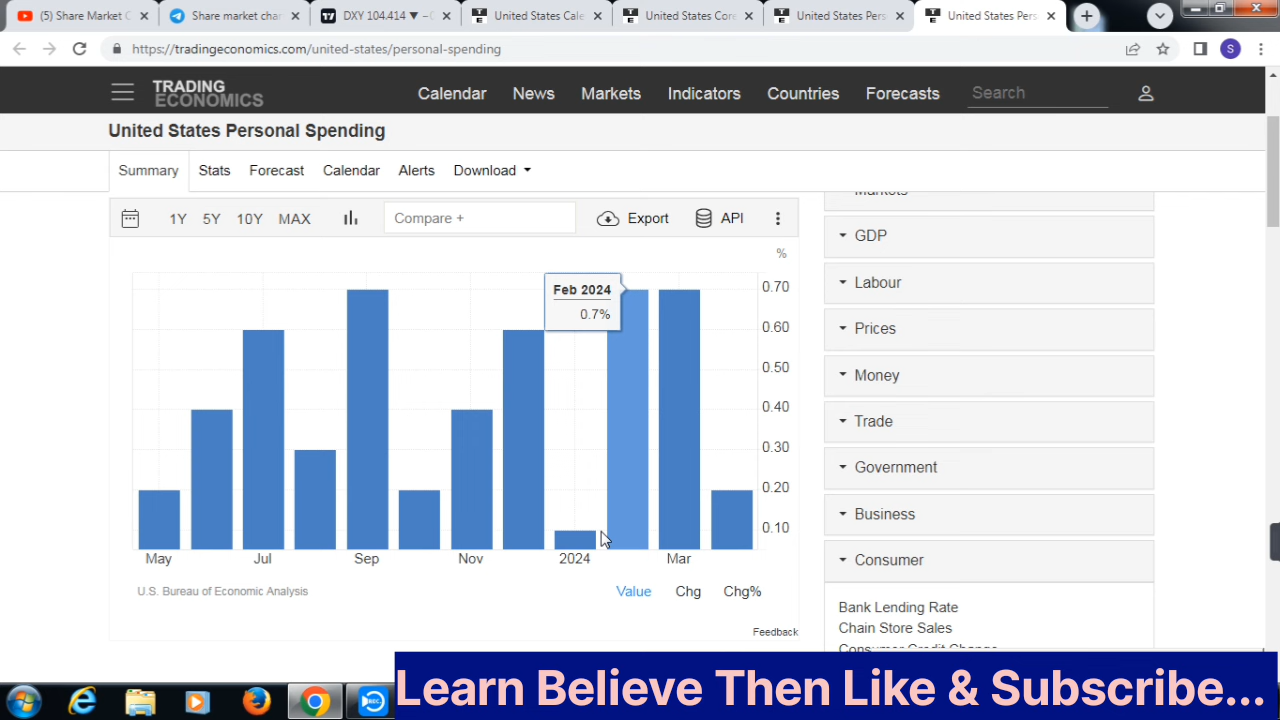 (5) Share Market C
Share market char
DXY 104.414 ▼
United States
United States Cor
United States Pers
United States Pers
https://tradingeconomics.com/united-states/personal-spending
S
TRADING
ECONOMICS
Calendar News Markets Indicators Countries Forecasts Search
United States Personal Spending
Summary Stats Forecast Calendar Alerts Download
1Y 5Y 10Y MAX Compare + Export API
%
Feb 2024
0.7%
0.70
0.60
0.50
0.40
0.30
0.20
0.10
May Jul Sep Nov 2024 Mar
U.S. Bureau of Economic Analysis
Value Chg Chg%
Feedback
GDP
Labour
Prices
Money
Trade
Government
Business
Consumer
Bank Lending Rate
Chain Store Sales
Learn Believe Then Like & Subscribe...